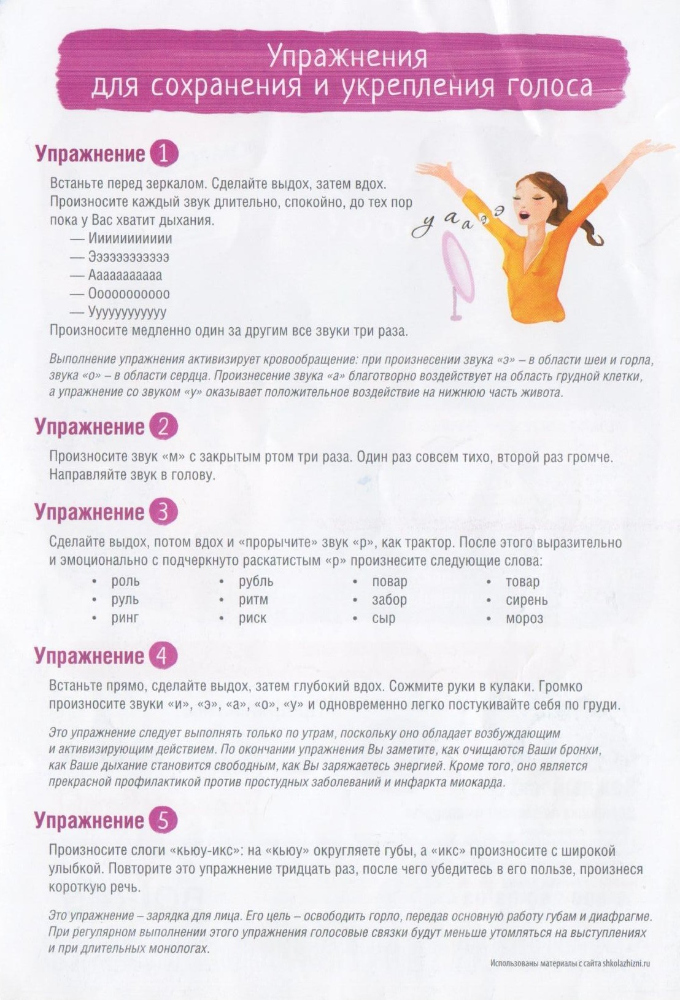 Упражнения
для сохранения и укрепления голоса
Упражнение 1
Встаньте перед зеркалом. Сделайте выдох, затем вдох.
Произносите каждый звук длительно, спокойно, до тех пор
пока у Вас хватит дыхания.
— Иииииииииии
— Эээээээээээ
— Ааааааааааа
— Ооооооооооо
— Ууууууууууу
у а а э э
Произносите медленно один за другим все звуки три раза.
Выполнение упражнения активизирует кровообращение: при произнесении звука «э» – в области шеи и горла,
звука «о» – в области сердца. Произнесение звука «а» благотворно воздействует на область грудной клетки,
а упражнение со звуком «у» оказывает положительное воздействие на нижнюю часть живота.
Упражнение 2
Произносите звук «м» с закрытым ртом три раза. Один раз совсем тихо, второй раз громче.
Направляйте звук в голову.
Упражнение 3
Сделайте выдох, потом вдох и «прорычите» звук «р», как трактор. После этого выразительно
и эмоционально с подчеркнуто раскатистым «р» произнесите следующие слова:
• роль • рубль • повар • товар
• руль • ритм • забор • сирень
• ринг • риск • сыр • мороз
Упражнение 4
Встаньте прямо, сделайте выдох, затем глубокий вдох. Сожмите руки в кулаки. Громко
произносите звуки «и», «э», «а», «о», «у» и одновременно легко постукивайте себя по груди.
Это упражнение следует выполнять только по утрам, поскольку оно обладает возбуждающим
и активизирующим действием. По окончании упражнения Вы заметите, как очищаются Ваши бронхи,
как Ваше дыхание становится свободным, как Вы заряжаетесь энергией. Кроме того, оно является
прекрасной профилактикой против простудных заболеваний и инфаркта миокарда.
Упражнение 5
Произносите слоги «кьюу-икс»: на «кьюу» округляете губы, а «икс» произносите с широкой
улыбкой. Повторите это упражнение тридцать раз, после чего убедитесь в его пользе, произнеся
короткую речь.
Это упражнение – зарядка для лица. Его цель – освободить горло, передав основную работу губам и диафрагме.
При регулярном выполнении этого упражнения голосовые связки будут меньше утомляться на выступлениях
и при длительных монологах.
Использованы материалы с сайта shkolazhizni.ru